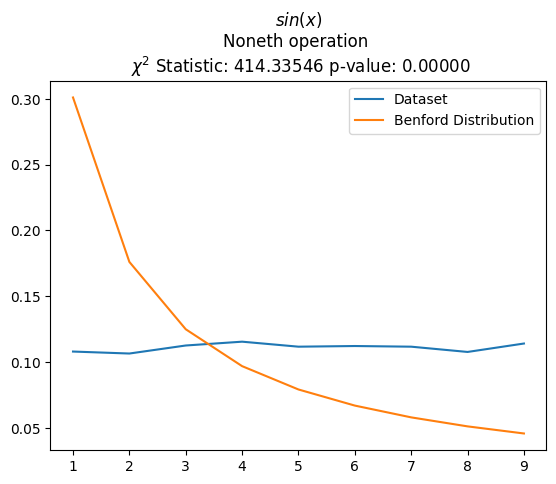 sin(x)
Noneth operation
χ² Statistic: 414.33546 p-value: 0.00000
Dataset
Benford Distribution
0.30
0.25
0.20
0.15
0.10
0.05
1 2 3 4 5 6 7 8 9